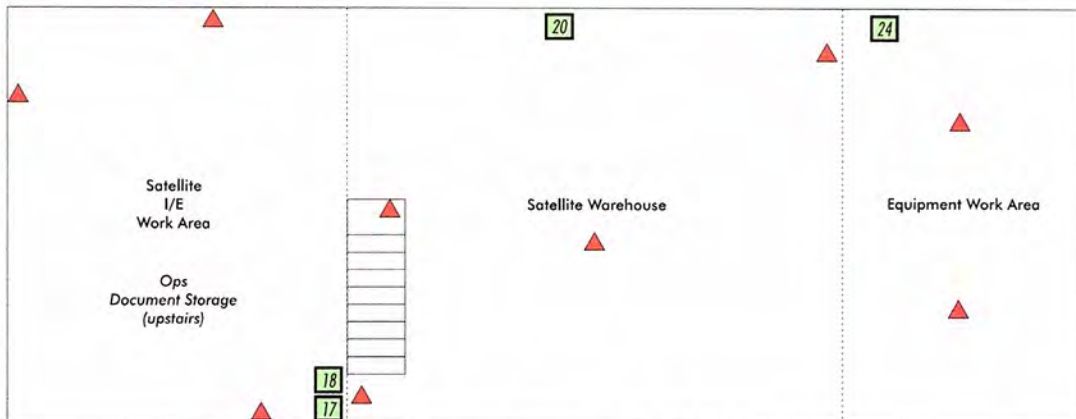 20
24
Satellite
I/E
Work Area
Satellite Warehouse
Equipment Work Area
Ops
Document Storage
(upstairs)
18
17